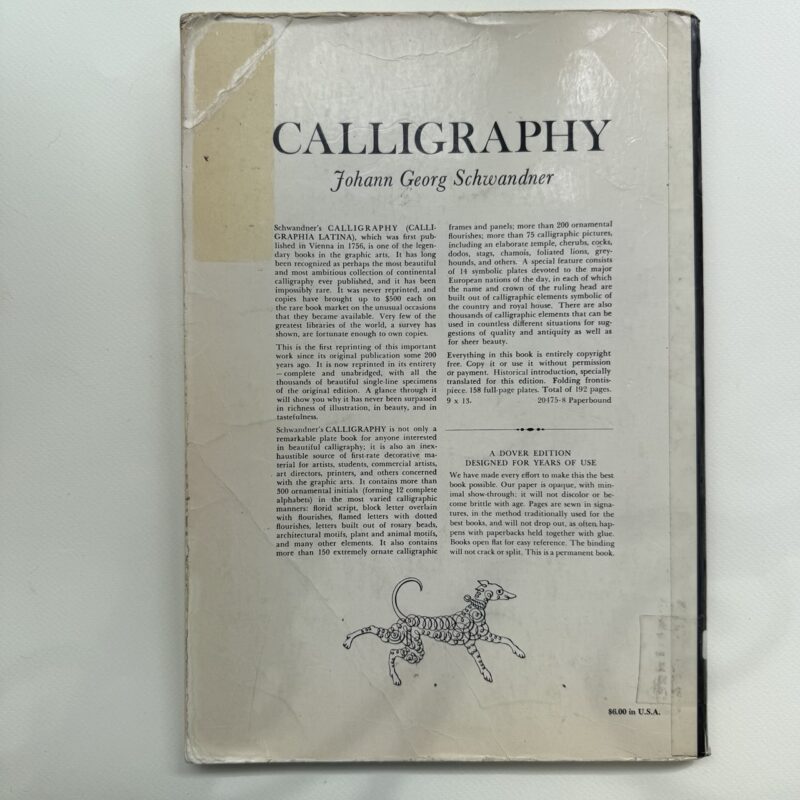 CALLIGRAPHY
Johann Georg Schwandner
Schwandner's CALLIGRAPHY (CALLI-
GRAPHIA LATINA), which was first pub-
lished in Vienna in 1756, is one of the legen-
dary books in the graphic arts. It has long
been recognized as perhaps the most beautiful
and most ambitious collection of continental
calligraphy ever published, and it has been
impossibly rare. It was never reprinted, and
copies have brought up to $500 each on
the rare book market on the unusual occasions
that they became available. Very few of the
greatest libraries of the world, a survey has
shown, are fortunate enough to own copies.
This is the first reprinting of this important
work since its original publication some 200
years ago. It is now reprinted in its entirety
—complete and unabridged, with all the
thousands of beautiful single-line specimens
of the original edition. A glance through it
will show you why it has never been surpassed
in richness of illustration, in beauty, and in
tastefulness.
Schwandner's CALLIGRAPHY is not only a
remarkable plate book for anyone interested
in beautiful calligraphy; it is also an inex-
haustible source of first-rate decorative ma-
terial for artists, students, commercial artists,
art directors, printers, and others concerned
with the graphic arts. It contains more than
300 ornamental initials (forming 12 complete
alphabets) in the most varied calligraphic
manners: florid script, block letter overlain
with flourishes, flamed letters with dotted
flourishes, letters built out of rosary beads,
architectural motifs, plant and animal motifs,
and many other elements. It also contains
more than 150 extremely ornate calligraphic
frames and panels; more than 200 ornamental
flourishes; more than 75 calligraphic pictures,
including an elaborate temple, cherubs, cocks,
dodos, stags, chamois, foliated lions, grey-
hounds, and others. A special feature consists
of 14 symbolic plates devoted to the major
European nations of the day, in each of which
the name and crown of the ruling head are
built out of calligraphic elements symbolic of
the country and royal house. There are also
thousands of calligraphic elements that can be
used in countless different situations for sug-
gestions of quality and antiquity as well as
for sheer beauty.
Everything in this book is entirely copyright
free. Copy it or use it without permission
or payment. Historical introduction, specially
translated for this edition. Folding frontis-
piece. 158 full-page plates. Total of 192 pages.
9 x 13. 20475-8 Paperbound
A DOVER EDITION
DESIGNED FOR YEARS OF USE
We have made every effort to make this the best
book possible. Our paper is opaque, with min-
imal show-through; it will not discolor or be-
come brittle with age. Pages are sewn in signa-
tures, in the method traditionally used for the
best books, and will not drop out, as often hap-
pens with paperbacks held together with glue.
Books open flat for easy reference. The binding
will not crack or split. This is a permanent book.
$6.00 in U.S.A.